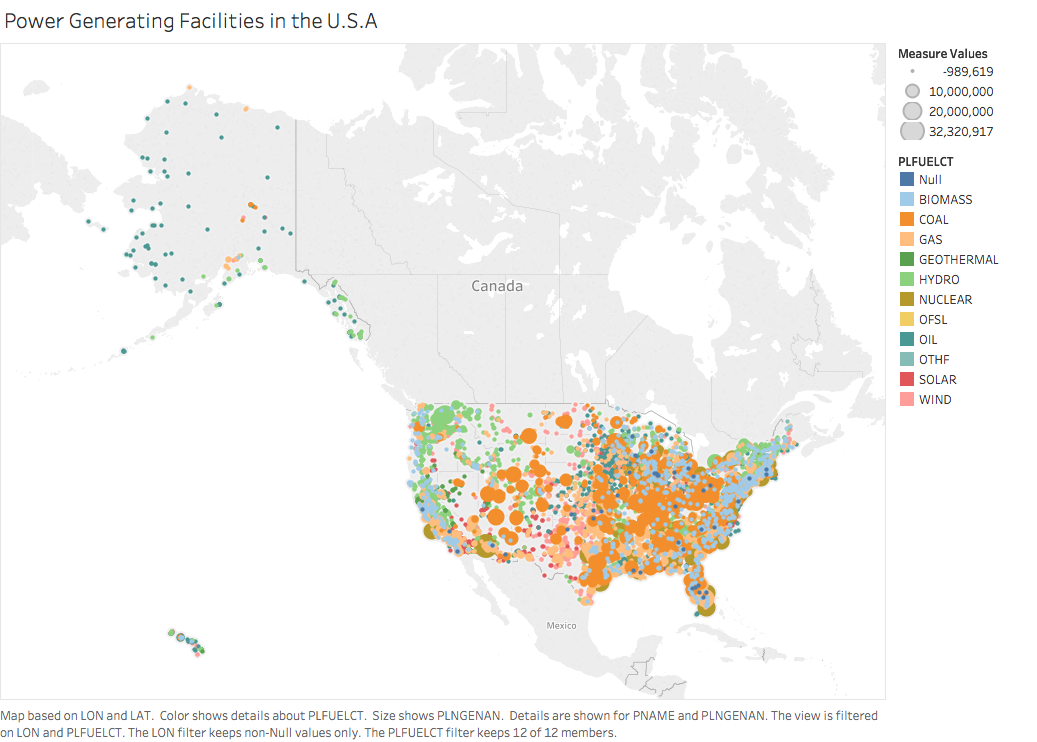 Power Generating Facilities in the U.S.A
Measure Values
-989,619
10,000,000
20,000,000
32,320,917
PLFUELCT
Null
BIOMASS
COAL
GAS
GEOTHERMAL
HYDRO
NUCLEAR
OFSL
OIL
OTHF
SOLAR
WIND
Canada
Mexico
Map based on LON and LAT. Color shows details about PLFUELCT. Size shows PLNGENAN. Details are shown for PNAME and PLNGENAN. The view is filtered
on LON and PLFUELCT. The LON filter keeps non-Null values only. The PLFUELCT filter keeps 12 of 12 members.